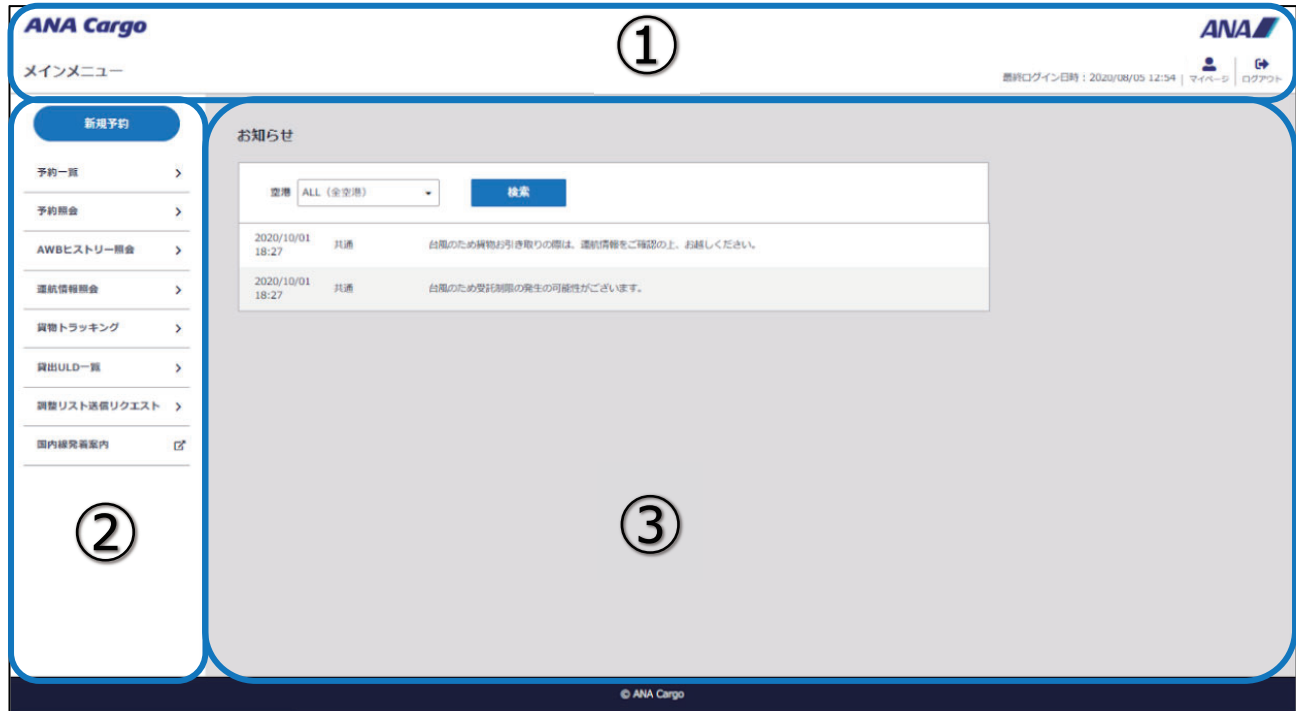 ANA Cargo
①
ANA
メインメニュー
最終ログイン日時：2020/08/05 12:54
マイページ
ログアウト
新規予約
予約一覧
予約照会
AWBヒストリー照会
運航情報照会
貨物トラッキング
貸出ULD一覧
調整リスト送信リクエスト
国内線発着案内
②
お知らせ
空港 ALL（全空港） 検索
2020/10/01
18:27
共通
台風のため貨物お引き取りの際は、運航情報をご確認の上、お越しください。
2020/10/01
18:27
共通
台風のため受託制限の発生の可能性がございます。
③
© ANA Cargo